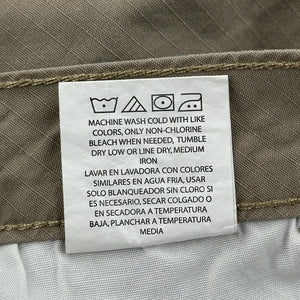 MACHINE WASH COLD WITH LIKE
COLORS, ONLY NON-CHLORINE
BLEACH WHEN NEEDED, TUMBLE
DRY LOW OR LINE DRY, MEDIUM
IRON
LAVAR EN LAVADORA CON COLORES
SIMILARES EN AGUA FRIA, USAR
SOLO BLANQUEADOR SIN CLORO SI
ES NECESARIO, SECAR COLGADO O
EN SECADORA A TEMPERATURA
BAJA, PLANCHAR A TEMPERATURA
MEDIA